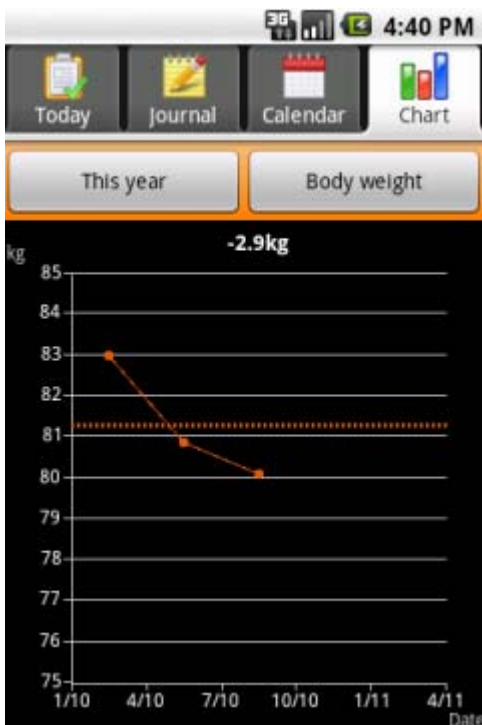 3G 4:40 PM
Today Journal Calendar Chart
This year Body weight
-2.9kg
kg
85
84
83
82
81
80
79
78
77
76
75
1/10 4/10 7/10 10/10 1/11 4/11
Date